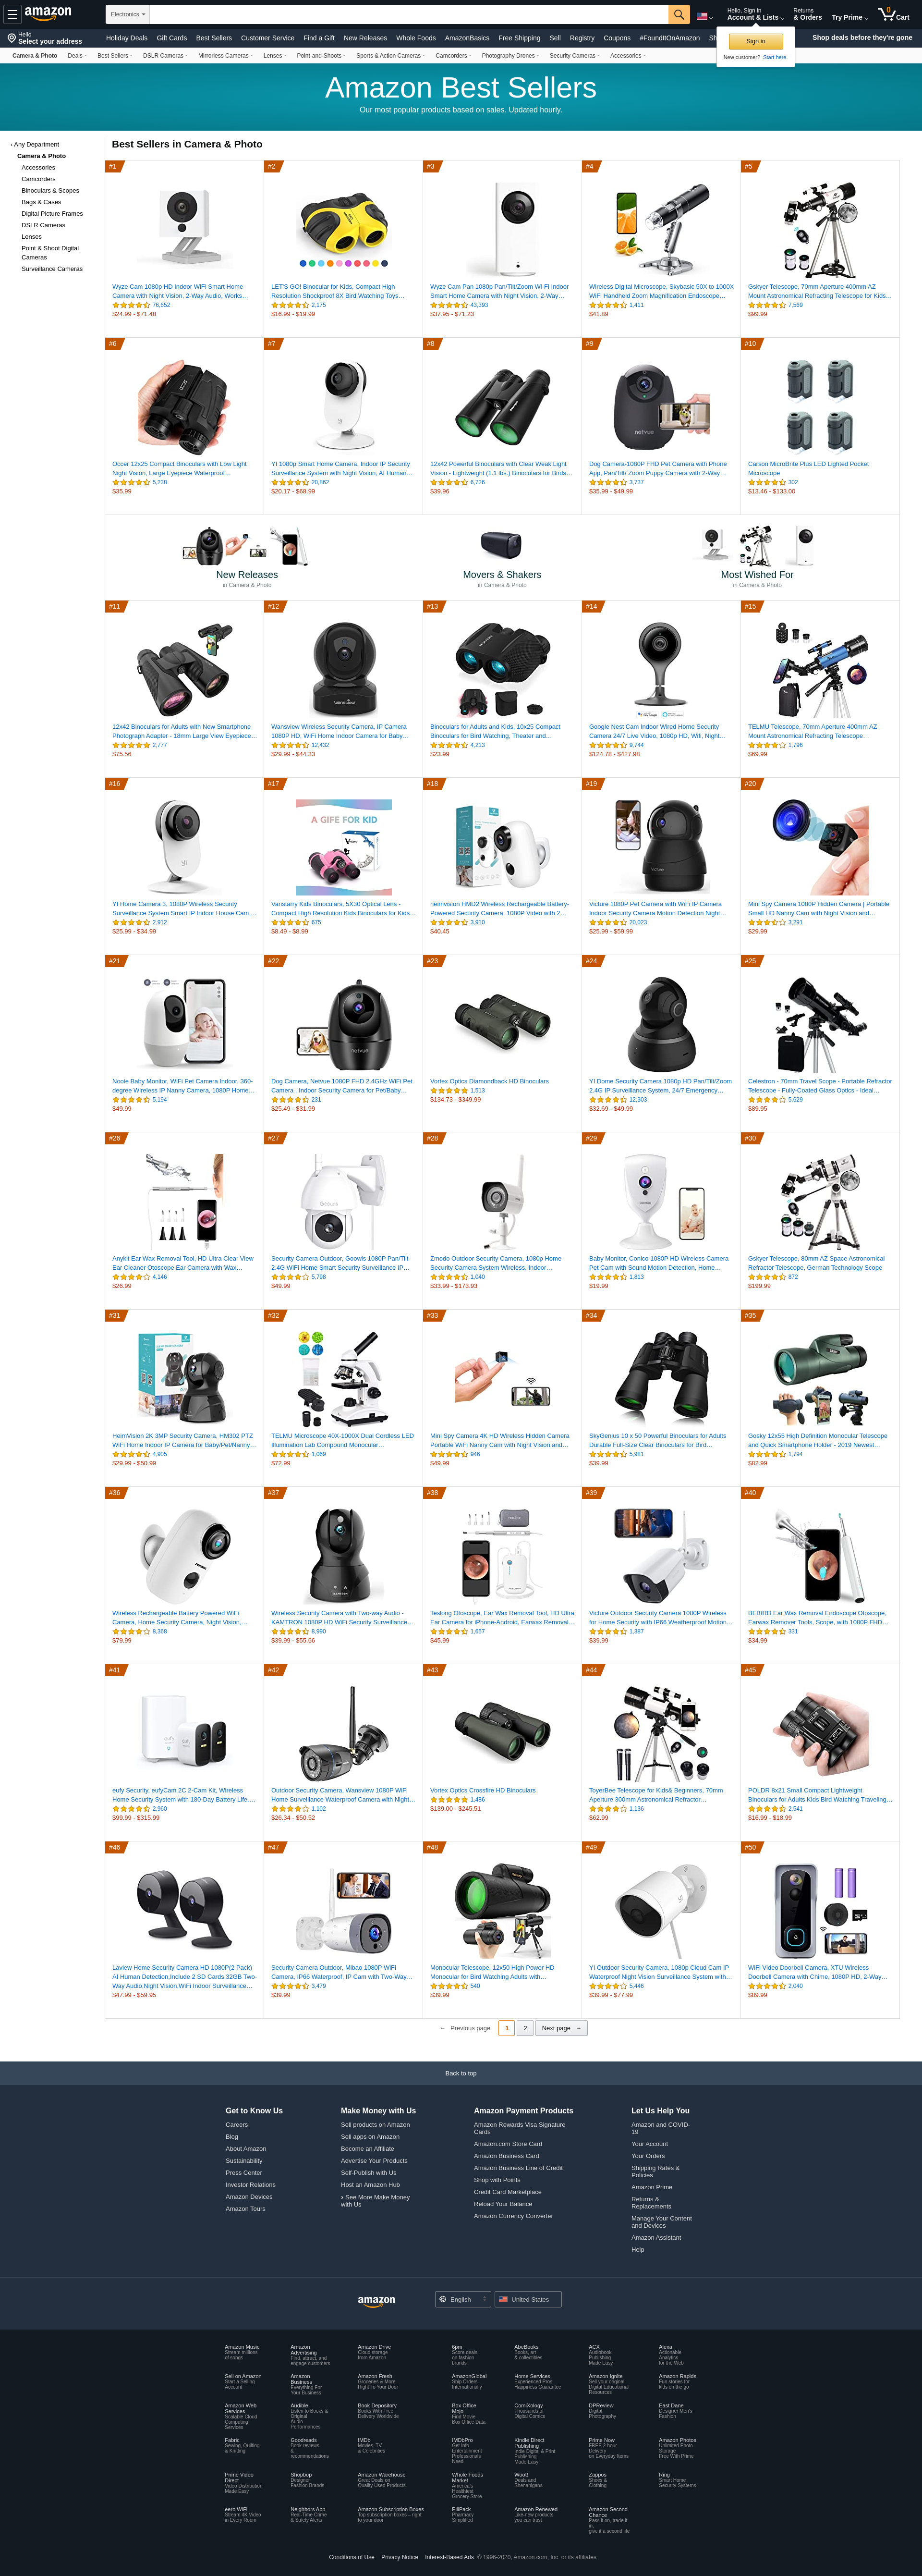 amazon
Electronics
Hello, Sign in
Account & Lists
Returns
& Orders
Try Prime
0
Cart
Hello
Select your address
Holiday Deals
Gift Cards
Best Sellers
Customer Service
Find a Gift
New Releases
Whole Foods
AmazonBasics
Free Shipping
Sell
Registry
Coupons
#FoundItOnAmazon
Shop deals before they're gone
Sign in
New customer? Start here.
Camera & Photo
Deals
Best Sellers
DSLR Cameras
Mirrorless Cameras
Lenses
Point-and-Shoots
Sports & Action Cameras
Camcorders
Photography Drones
Security Cameras
Accessories
Amazon Best Sellers
Our most popular products based on sales. Updated hourly.
‹ Any Department
Camera & Photo
Accessories
Camcorders
Binoculars & Scopes
Bags & Cases
Digital Picture Frames
DSLR Cameras
Lenses
Point & Shoot Digital
Cameras
Surveillance Cameras
Best Sellers in Camera & Photo
#1
Wyze Cam 1080p HD Indoor WiFi Smart Home
Camera with Night Vision, 2-Way Audio, Works…
76,652
$24.99 - $71.48
#2
LET'S GO! Binocular for Kids, Compact High
Resolution Shockproof 8X Bird Watching Toys…
2,175
$16.99 - $19.99
#3
Wyze Cam Pan 1080p Pan/Tilt/Zoom Wi-Fi Indoor
Smart Home Camera with Night Vision, 2-Way…
43,393
$37.95 - $71.23
#4
Wireless Digital Microscope, Skybasic 50X to 1000X
WiFi Handheld Zoom Magnification Endoscope…
1,411
$41.89
#5
Gskyer Telescope, 70mm Aperture 400mm AZ
Mount Astronomical Refracting Telescope for Kids…
7,569
$99.99
#6
Occer 12x25 Compact Binoculars with Low Light
Night Vision, Large Eyepiece Waterproof…
5,238
$35.99
#7
YI 1080p Smart Home Camera, Indoor IP Security
Surveillance System with Night Vision, AI Human…
20,862
$20.17 - $68.99
#8
12x42 Powerful Binoculars with Clear Weak Light
Vision - Lightweight (1.1 lbs.) Binoculars for Birds…
6,726
$39.96
#9
netvue
Dog Camera-1080P FHD Pet Camera with Phone
App, Pan/Tilt/ Zoom Puppy Camera with 2-Way…
3,737
$35.99 - $49.99
#10
Carson MicroBrite Plus LED Lighted Pocket
Microscope
302
$13.46 - $133.00
New Releases
in Camera & Photo
Movers & Shakers
in Camera & Photo
Most Wished For
in Camera & Photo
#11
12x42 Binoculars for Adults with New Smartphone
Photograph Adapter - 18mm Large View Eyepiece…
2,777
$75.56
#12
Wansview Wireless Security Camera, IP Camera
1080P HD, WiFi Home Indoor Camera for Baby…
12,432
$29.99 - $44.33
#13
Binoculars for Adults and Kids, 10x25 Compact
Binoculars for Bird Watching, Theater and…
4,213
$23.99
#14
Google Nest Cam Indoor Wired Home Security
Camera 24/7 Live Video, 1080p HD, Wifi, Night…
9,744
$124.78 - $427.98
#15
TELMU Telescope, 70mm Aperture 400mm AZ
Mount Astronomical Refracting Telescope…
1,796
$69.99
#16
YI Home Camera 3, 1080P Wireless Security
Surveillance System Smart IP Indoor House Cam,…
2,912
$25.99 - $34.99
#17
A GIFE FOR KID
Vanstarry Kids Binoculars, 5X30 Optical Lens -
Compact High Resolution Kids Binoculars for Kids…
675
$8.49 - $8.99
#18
heimvision HMD2 Wireless Rechargeable Battery-
Powered Security Camera, 1080P Video with 2…
3,910
$40.45
#19
Victure 1080P Pet Camera with WiFi IP Camera
Indoor Security Camera Motion Detection Night…
20,023
$25.99 - $59.99
#20
Mini Spy Camera 1080P Hidden Camera | Portable
Small HD Nanny Cam with Night Vision and…
3,291
$29.99
#21
Nooie Baby Monitor, WiFi Pet Camera Indoor, 360-
degree Wireless IP Nanny Camera, 1080P Home…
5,194
$49.99
#22
netvue
Dog Camera, Netvue 1080P FHD 2.4GHz WiFi Pet
Camera , Indoor Security Camera for Pet/Baby…
231
$25.49 - $31.99
#23
Vortex Optics Diamondback HD Binoculars
1,513
$134.73 - $349.99
#24
YI Dome Security Camera 1080p HD Pan/Tilt/Zoom
2.4G IP Surveillance System, 24/7 Emergency…
12,303
$32.69 - $49.99
#25
Celestron - 70mm Travel Scope - Portable Refractor
Telescope - Fully-Coated Glass Optics - Ideal…
5,629
$89.95
#26
Anykit Ear Wax Removal Tool, HD Ultra Clear View
Ear Cleaner Otoscope Ear Camera with Wax…
4,146
$26.99
#27
Security Camera Outdoor, Goowls 1080P Pan/Tilt
2.4G WiFi Home Smart Security Surveillance IP…
5,798
$49.99
#28
Zmodo Outdoor Security Camera, 1080p Home
Security Camera System Wireless, Indoor…
1,040
$33.99 - $173.93
#29
Baby Monitor, Conico 1080P HD Wireless Camera
Pet Cam with Sound Motion Detection, Home…
1,813
$19.99
#30
Gskyer Telescope, 80mm AZ Space Astronomical
Refractor Telescope, German Technology Scope
872
$199.99
#31
HeimVision 2K 3MP Security Camera, HM302 PTZ
WiFi Home Indoor IP Camera for Baby/Pet/Nanny…
4,905
$29.99 - $50.99
#32
TELMU Microscope 40X-1000X Dual Cordless LED
Illumination Lab Compound Monocular…
1,069
$72.99
#33
Mini Spy Camera 4K HD Wireless Hidden Camera
Portable WiFi Nanny Cam with Night Vision and…
946
$49.99
#34
SkyGenius 10 x 50 Powerful Binoculars for Adults
Durable Full-Size Clear Binoculars for Bird…
5,981
$39.99
#35
Gosky 12x55 High Definition Monocular Telescope
and Quick Smartphone Holder - 2019 Newest…
1,794
$82.99
#36
Wireless Rechargeable Battery Powered WiFi
Camera, Home Security Camera, Night Vision,…
8,368
$79.99
#37
Wireless Security Camera with Two-way Audio -
KAMTRON 1080P HD WiFi Security Surveillance…
8,990
$39.99 - $55.66
#38
Teslong Otoscope, Ear Wax Removal Tool, HD Ultra
Ear Camera for iPhone-Android, Earwax Removal…
1,657
$45.99
#39
Victure Outdoor Security Camera 1080P Wireless
for Home Security with IP66 Weatherproof Motion…
1,387
$39.99
#40
BEBIRD Ear Wax Removal Endoscope Otoscope,
Earwax Remover Tools, Scope, with 1080P FHD…
331
$34.99
#41
eufy
eufy Security, eufyCam 2C 2-Cam Kit, Wireless
Home Security System with 180-Day Battery Life,…
2,960
$99.99 - $315.99
#42
Outdoor Security Camera, Wansview 1080P WiFi
Home Surveillance Waterproof Camera with Night…
1,102
$26.34 - $50.52
#43
Vortex Optics Crossfire HD Binoculars
1,486
$139.00 - $245.51
#44
ToyerBee Telescope for Kids& Beginners, 70mm
Aperture 300mm Astronomical Refractor…
1,136
$62.99
#45
POLDR 8x21 Small Compact Lightweight
Binoculars for Adults Kids Bird Watching Traveling…
2,541
$16.99 - $18.99
#46
Laview Home Security Camera HD 1080P(2 Pack)
AI Human Detection,Include 2 SD Cards,32GB Two-
Way Audio,Night Vision,WiFi Indoor Surveillance…
$47.99 - $59.95
#47
Security Camera Outdoor, Mibao 1080P WiFi
Camera, IP66 Waterproof, IP Cam with Two-Way…
3,479
$39.99
#48
Monocular Telescope, 12x50 High Power HD
Monocular for Bird Watching Adults with…
540
$39.99
#49
YI Outdoor Security Camera, 1080p Cloud Cam IP
Waterproof Night Vision Surveillance System with…
5,446
$39.99 - $77.99
#50
WiFi Video Doorbell Camera, XTU Wireless
Doorbell Camera with Chime, 1080P HD, 2-Way…
2,040
$89.99
← Previous page
1
2
Next page →
Back to top
Get to Know Us
Careers
Blog
About Amazon
Sustainability
Press Center
Investor Relations
Amazon Devices
Amazon Tours
Make Money with Us
Sell products on Amazon
Sell apps on Amazon
Become an Affiliate
Advertise Your Products
Self-Publish with Us
Host an Amazon Hub
› See More Make Money
with Us
Amazon Payment Products
Amazon Rewards Visa Signature
Cards
Amazon.com Store Card
Amazon Business Card
Amazon Business Line of Credit
Shop with Points
Credit Card Marketplace
Reload Your Balance
Amazon Currency Converter
Let Us Help You
Amazon and COVID-
19
Your Account
Your Orders
Shipping Rates &
Policies
Amazon Prime
Returns &
Replacements
Manage Your Content
and Devices
Amazon Assistant
Help
amazon
English
United States
Amazon Music
Stream millions
of songs
Amazon
Advertising
Find, attract, and
engage customers
Amazon Drive
Cloud storage
from Amazon
6pm
Score deals
on fashion
brands
AbeBooks
Books, art
& collectibles
ACX
Audiobook
Publishing
Made Easy
Alexa
Actionable
Analytics
for the Web
Sell on Amazon
Start a Selling
Account
Amazon
Business
Everything For
Your Business
Amazon Fresh
Groceries & More
Right To Your Door
AmazonGlobal
Ship Orders
Internationally
Home Services
Experienced Pros
Happiness Guarantee
Amazon Ignite
Sell your original
Digital Educational
Resources
Amazon Rapids
Fun stories for
kids on the go
Amazon Web
Services
Scalable Cloud
Computing
Services
Audible
Listen to Books &
Original
Audio
Performances
Book Depository
Books With Free
Delivery Worldwide
Box Office
Mojo
Find Movie
Box Office Data
ComiXology
Thousands of
Digital Comics
DPReview
Digital
Photography
East Dane
Designer Men's
Fashion
Fabric
Sewing, Quilting
& Knitting
Goodreads
Book reviews
&
recommendations
IMDb
Movies, TV
& Celebrities
IMDbPro
Get Info
Entertainment
Professionals
Need
Kindle Direct
Publishing
Indie Digital & Print
Publishing
Made Easy
Prime Now
FREE 2-hour
Delivery
on Everyday Items
Amazon Photos
Unlimited Photo
Storage
Free With Prime
Prime Video
Direct
Video Distribution
Made Easy
Shopbop
Designer
Fashion Brands
Amazon Warehouse
Great Deals on
Quality Used Products
Whole Foods
Market
America's
Healthiest
Grocery Store
Woot!
Deals and
Shenanigans
Zappos
Shoes &
Clothing
Ring
Smart Home
Security Systems
eero WiFi
Stream 4K Video
in Every Room
Neighbors App
Real-Time Crime
& Safety Alerts
Amazon Subscription Boxes
Top subscription boxes – right
to your door
PillPack
Pharmacy
Simplified
Amazon Renewed
Like-new products
you can trust
Amazon Second
Chance
Pass it on, trade it
in,
give it a second life
Conditions of Use
Privacy Notice
Interest-Based Ads
© 1996-2020, Amazon.com, Inc. or its affiliates